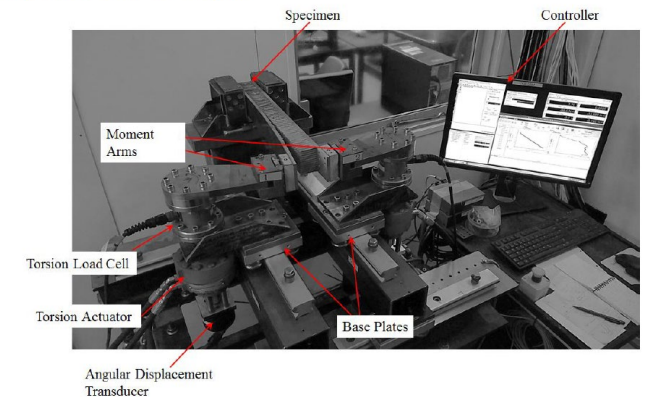 Specimen
Controller
Moment
Arms
Torsion Load Cell
Torsion Actuator
Base Plates
Angular Displacement
Transducer